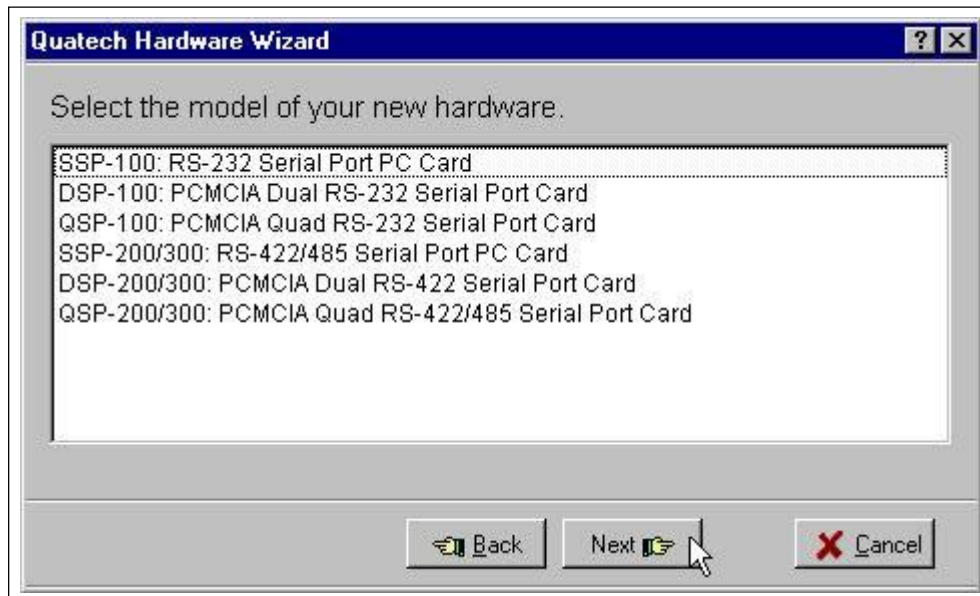 Quatech Hardware Wizard
Select the model of your new hardware.
SSP-100: RS-232 Serial Port PC Card
DSP-100: PCMCIA Dual RS-232 Serial Port Card
QSP-100: PCMCIA Quad RS-232 Serial Port Card
SSP-200/300: RS-422/485 Serial Port PC Card
DSP-200/300: PCMCIA Dual RS-422 Serial Port Card
QSP-200/300: PCMCIA Quad RS-422/485 Serial Port Card
Back Next Cancel